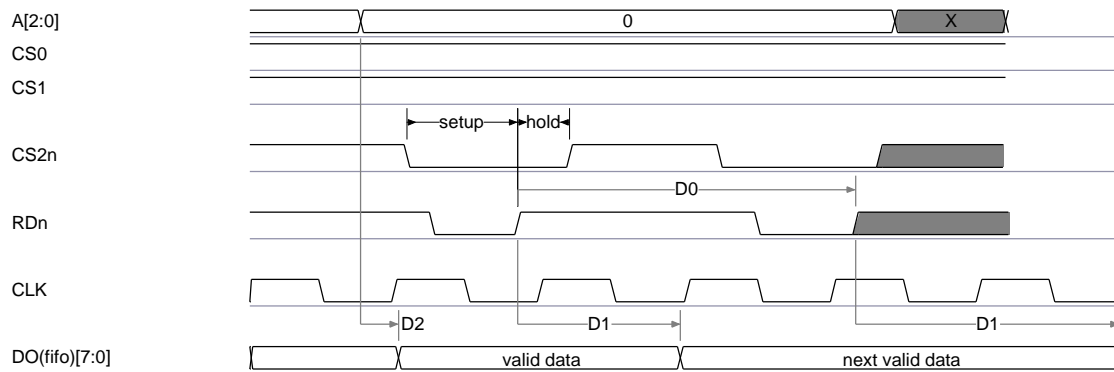 A[2:0] 0 X
CS0
CS1
setup hold
CS2n
D0
RDn
CLK
D2 D1 D1
DO(fifo)[7:0] valid data next valid data